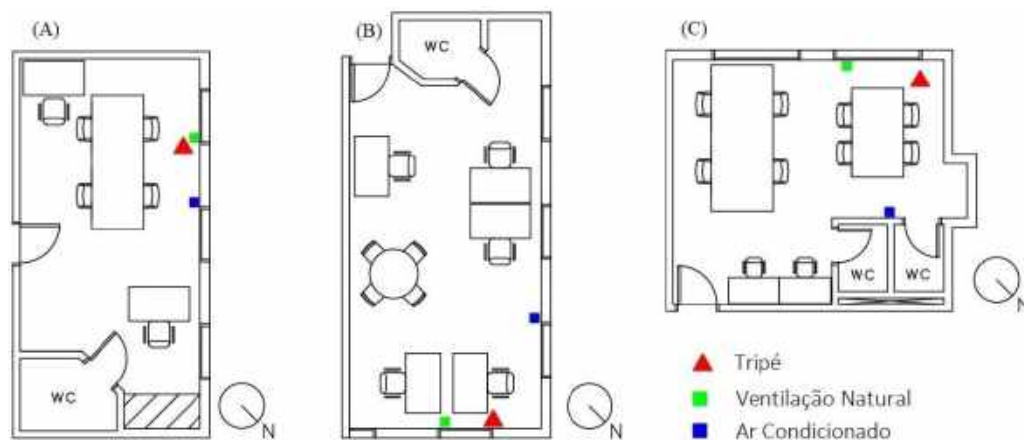 (A)
(B)
(C)
WC
WC
WC
WC
N
N
N
Tripé
Ventilação Natural
Ar Condicionado